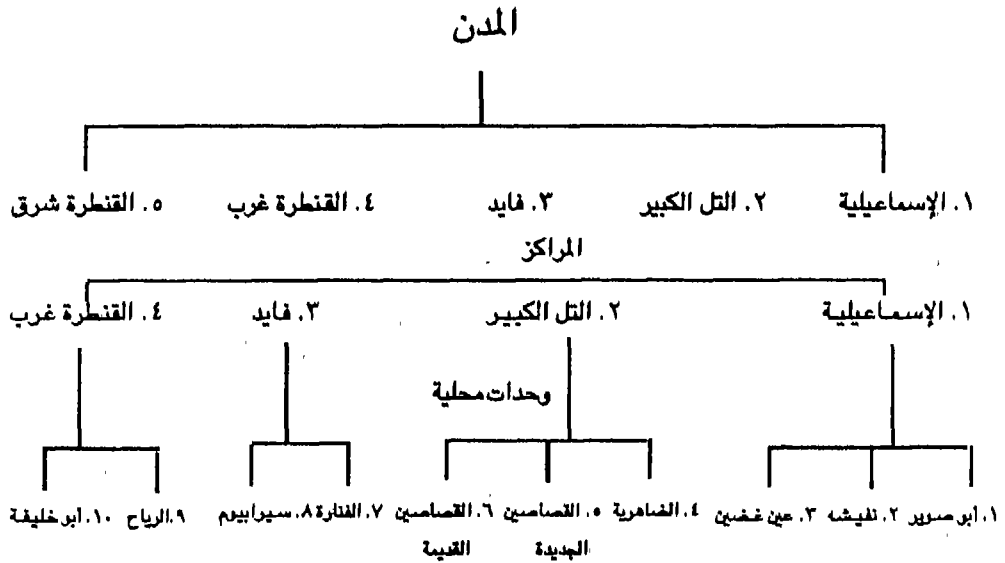 المدن
١. الإسماعيلية ٢. التل الكبير ٣. فايد ٤. القنطرة غرب ٥. القنطرة شرق
المراكز
١. الإسماعيلية ٢. التل الكبير ٣. فايد ٤. القنطرة غرب
وحدات محلية
١. أبو صوير ٢. نفيشه ٣. عين غضين ٤. الضاهرية ٥. القصاصين ٦. القصاصين ٧. الفنارة ٨. سيرابيوم ٩. الرياح ١٠. أبو خليفة
الجديدة القديمة